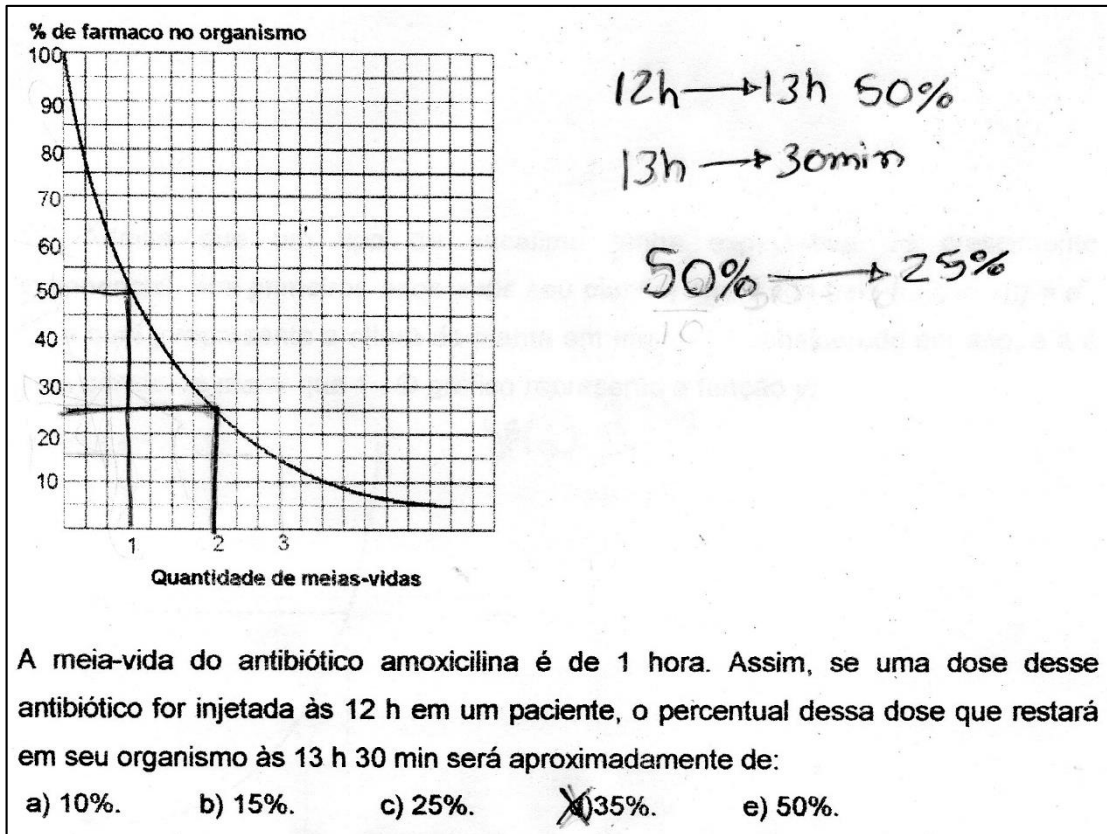 % de farmaco no organismo
100
90
80
70
60
50
40
30
20
10
1 2 3
Quantidade de meias-vidas
12h → 13h 50%
13h → 30min
50% → 25%
A meia-vida do antibiótico amoxicilina é de 1 hora. Assim, se uma dose desse
antibiótico for injetada às 12 h em um paciente, o percentual dessa dose que restará
em seu organismo às 13 h 30 min será aproximadamente de:
a) 10%. b) 15%. c) 25%. d) 35%. e) 50%.